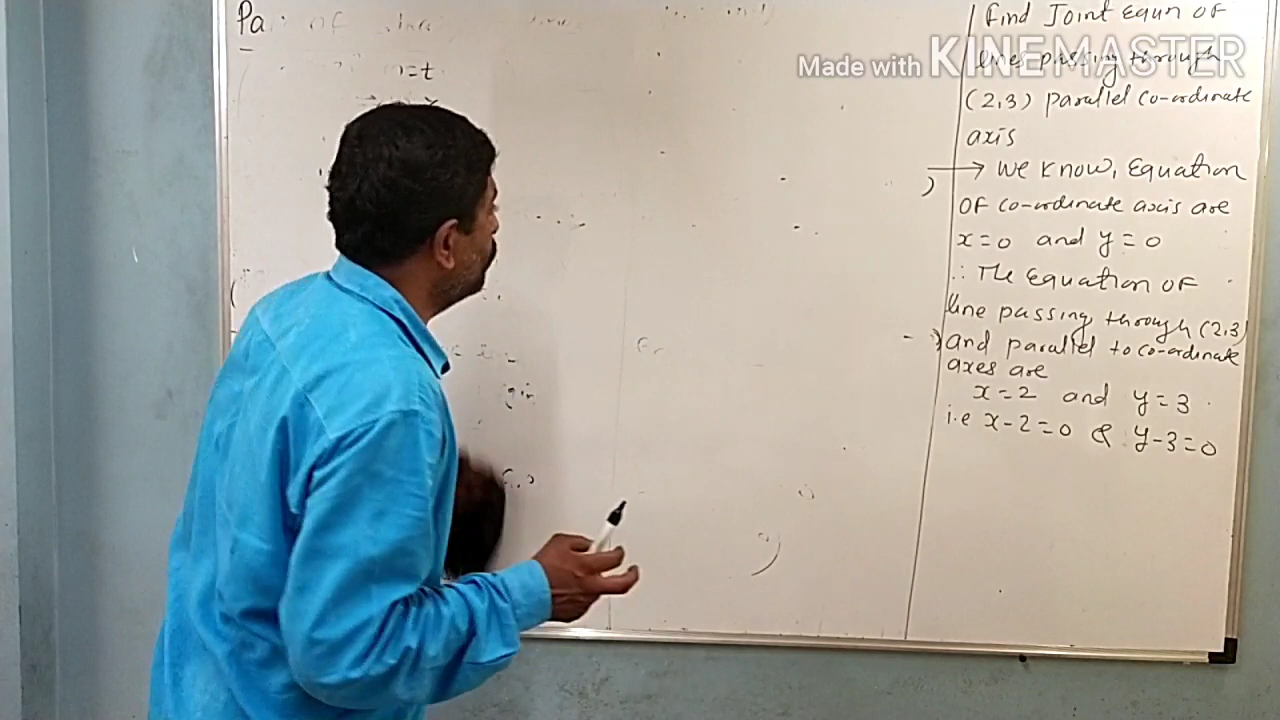 Pa
of
n=t
Made with KINEMASTER
Find Joint Equn OF
lines passing through
(2,3) parallel co-ordinate
axis
→ We know, Equation
OF co-ordinate axis are
x=0 and y=0
∴ The Equation OF
line passing through (2,3)
and parallel to co-ordinate
axes are
x=2 and y=3
i.e x-2=0 & y-3=0